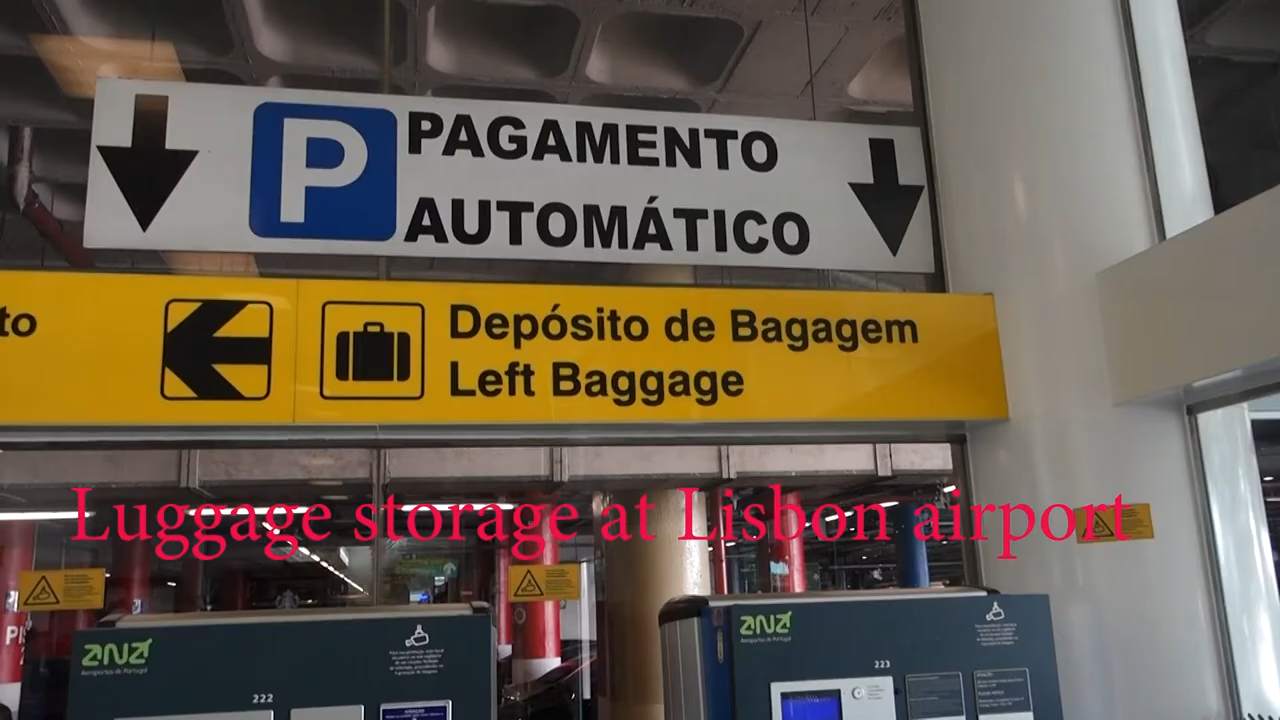 P PAGAMENTO
AUTOMÁTICO
to
Depósito de Bagagem
Left Baggage
Luggage storage at Lisbon airport
ana
Aeroportos de Portugal
222
ana
Aeroportos de Portugal
223